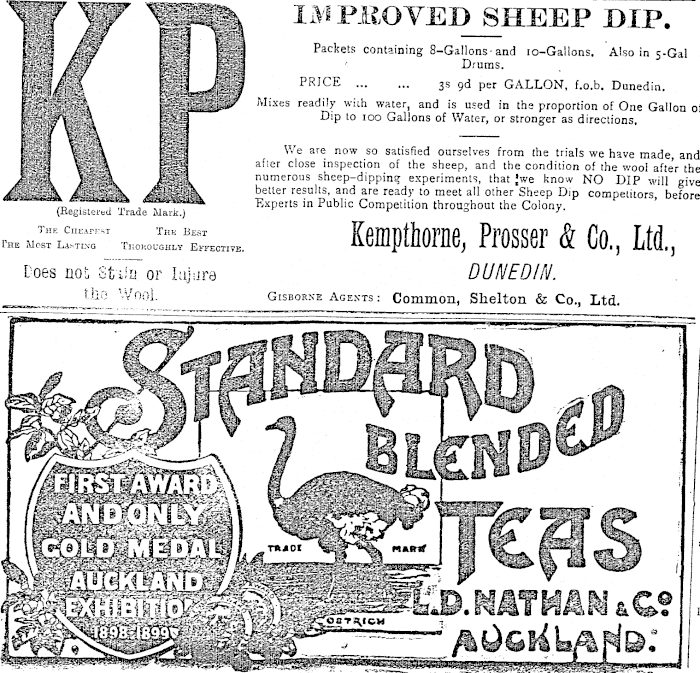 KP
(Registered Trade Mark.)
THE CHEAPEST THE BEST
THE MOST LASTING THOROUGHLY EFFECTIVE.
Does not Stain or Injure
the Wool.
IMPROVED SHEEP DIP.
Packets containing 8-Gallons and 10-Gallons. Also in 5-Gal
Drums.
PRICE ... ... 3s 9d per GALLON, f.o.b. Dunedin.
Mixes readily with water, and is used in the proportion of One Gallon of
Dip to 100 Gallons of Water, or stronger as directions.
We are now so satisfied ourselves from the trials we have made, and
after close inspection of the sheep, and the condition of the wool after the
numerous sheep-dipping experiments, that we know NO DIP will give
better results, and are ready to meet all other Sheep Dip competitors, before
Experts in Public Competition throughout the Colony.
Kempthorne, Prosser & Co., Ltd.,
DUNEDIN.
GISBORNE AGENTS: Common, Shelton & Co., Ltd.
STANDARD
BLENDED
TEAS
FIRST AWARD
AND ONLY
GOLD MEDAL
AUCKLAND
EXHIBITION
1898-1899
TRADE MARK
OSTRICH
L.D. NATHAN & Co
AUCKLAND.